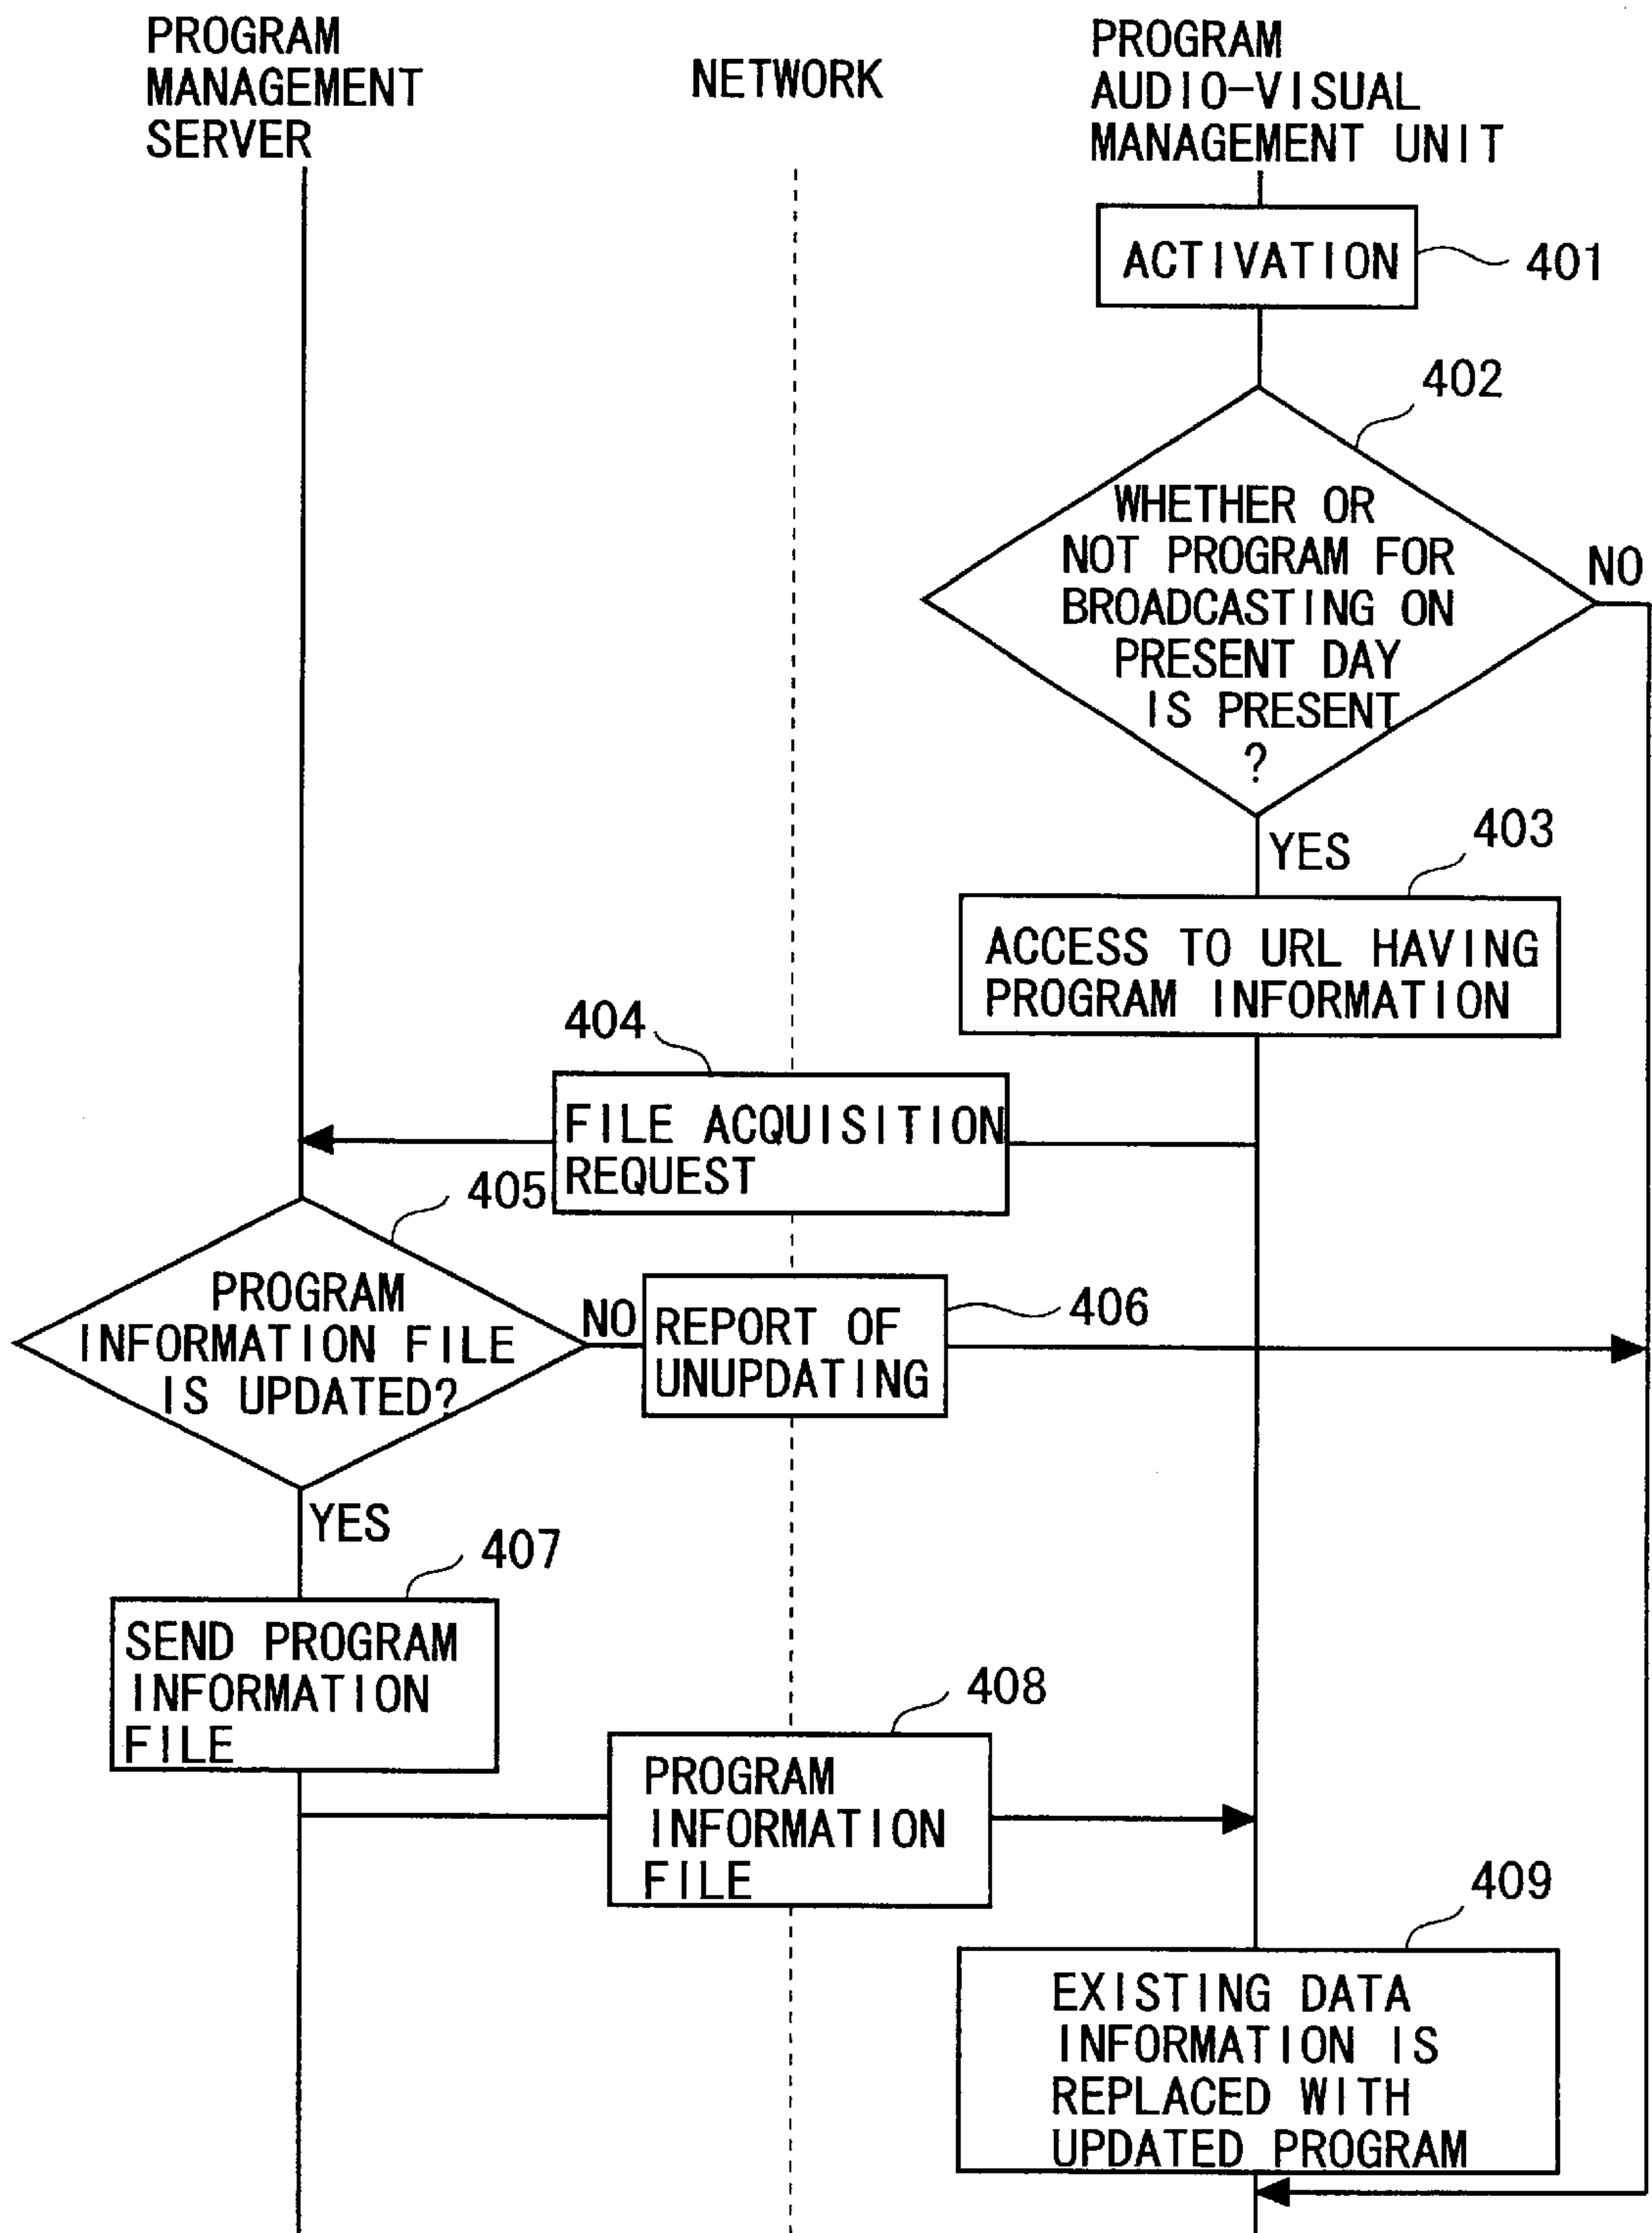 PROGRAM
MANAGEMENT
SERVER
NETWORK
PROGRAM
AUDIO-VISUAL
MANAGEMENT UNIT
ACTIVATION
401
402
WHETHER OR
NOT PROGRAM FOR
BROADCASTING ON
PRESENT DAY
IS PRESENT
?
NO
YES
403
ACCESS TO URL HAVING
PROGRAM INFORMATION
404
FILE ACQUISITION
REQUEST
405
PROGRAM
INFORMATION FILE
IS UPDATED?
NO
REPORT OF
UNUPDATING
406
YES
407
SEND PROGRAM
INFORMATION
FILE
408
PROGRAM
INFORMATION
FILE
409
EXISTING DATA
INFORMATION IS
REPLACED WITH
UPDATED PROGRAM